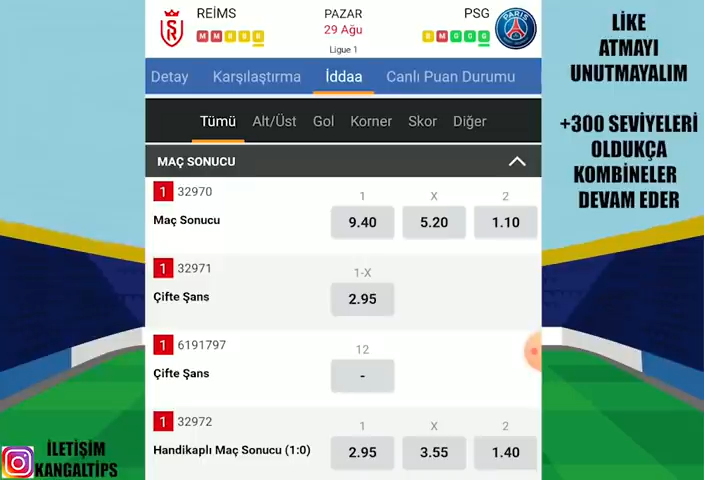 REİMS
M M B B B
PAZAR
29 Ağu
Ligue 1
PSG
B M G G G
PARIS
LİKE
ATMAYI
UNUTMAYALIM
+300 SEVİYELERİ
OLDUKÇA
KOMBİNELER
DEVAM EDER
Detay Karşılaştırma İddaa Canlı Puan Durumu
Tümü Alt/Üst Gol Korner Skor Diğer
MAÇ SONUCU
1 32970
Maç Sonucu
1 X 2
9.40 5.20 1.10
1 32971
Çifte Şans
1-X
2.95
1 6191797
Çifte Şans
12
-
1 32972
Handikaplı Maç Sonucu (1:0)
1 X 2
2.95 3.55 1.40
İLETİŞİM
KANGALTİPS